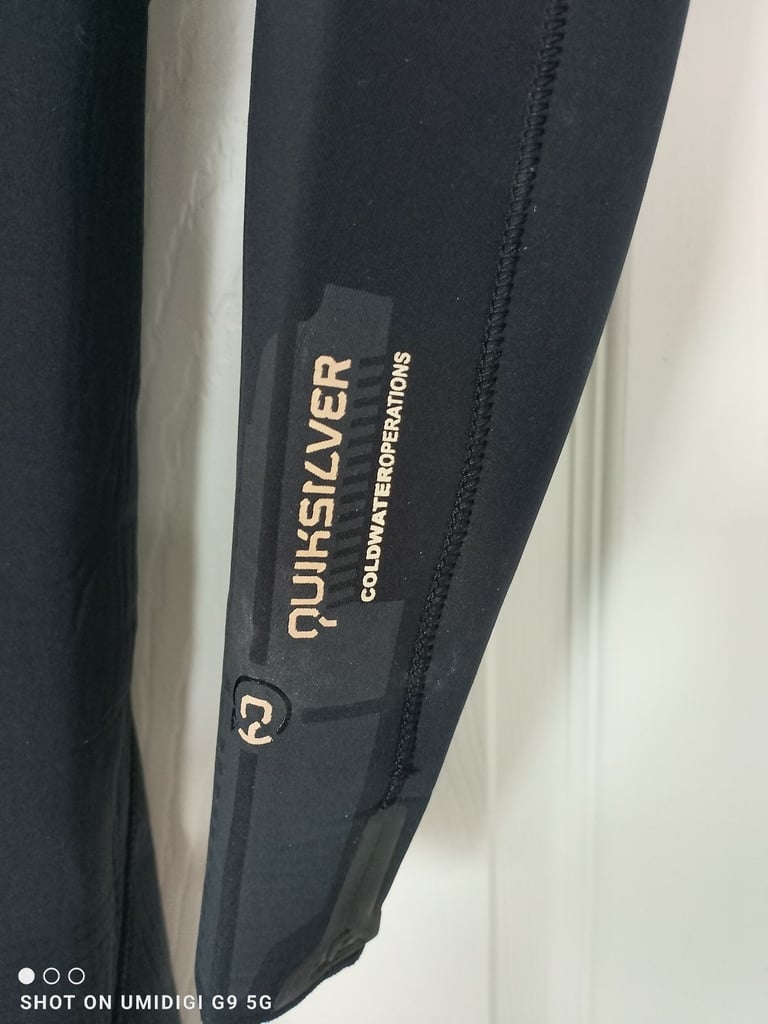 QUIKSILVER
COLDWATEROPERATIONS
SHOT ON UMIDIGI G9 5G